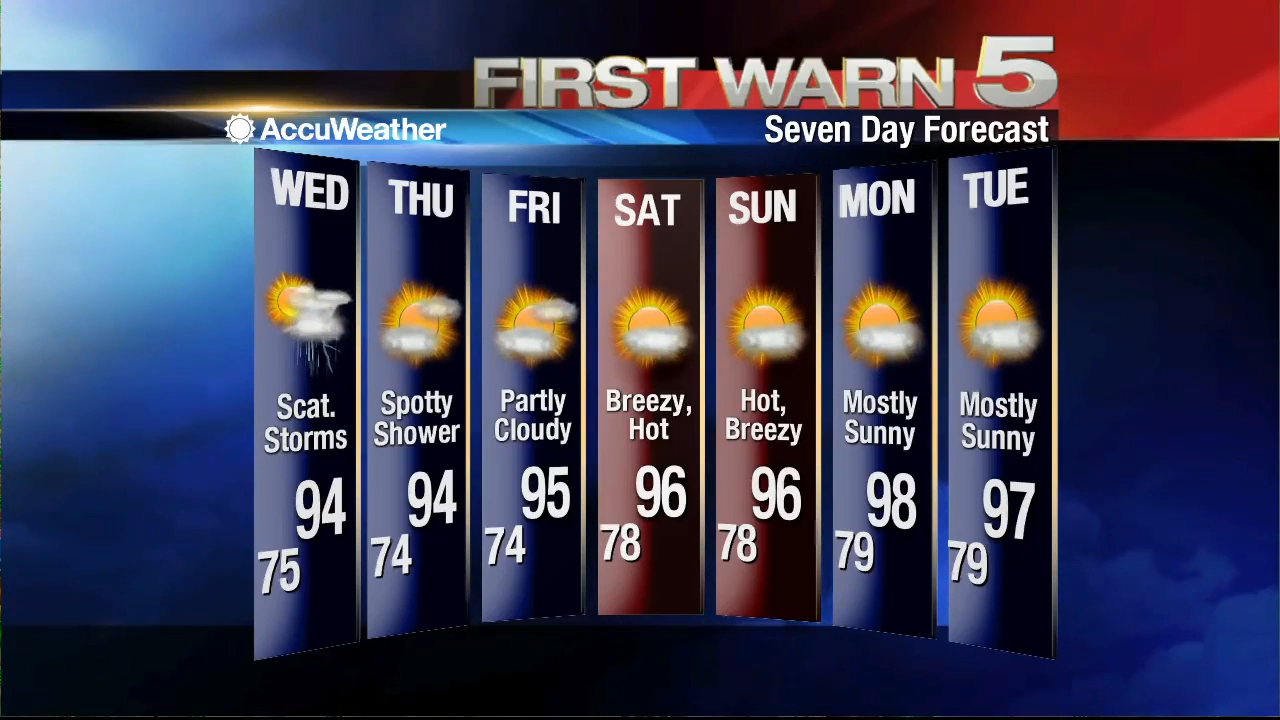 FIRST WARN 5
AccuWeather
Seven Day Forecast
WED
Scat.
Storms
94
75
THU
Spotty
Shower
94
74
FRI
Partly
Cloudy
95
74
SAT
Breezy,
Hot
96
78
SUN
Hot,
Breezy
96
78
MON
Mostly
Sunny
98
79
TUE
Mostly
Sunny
97
79